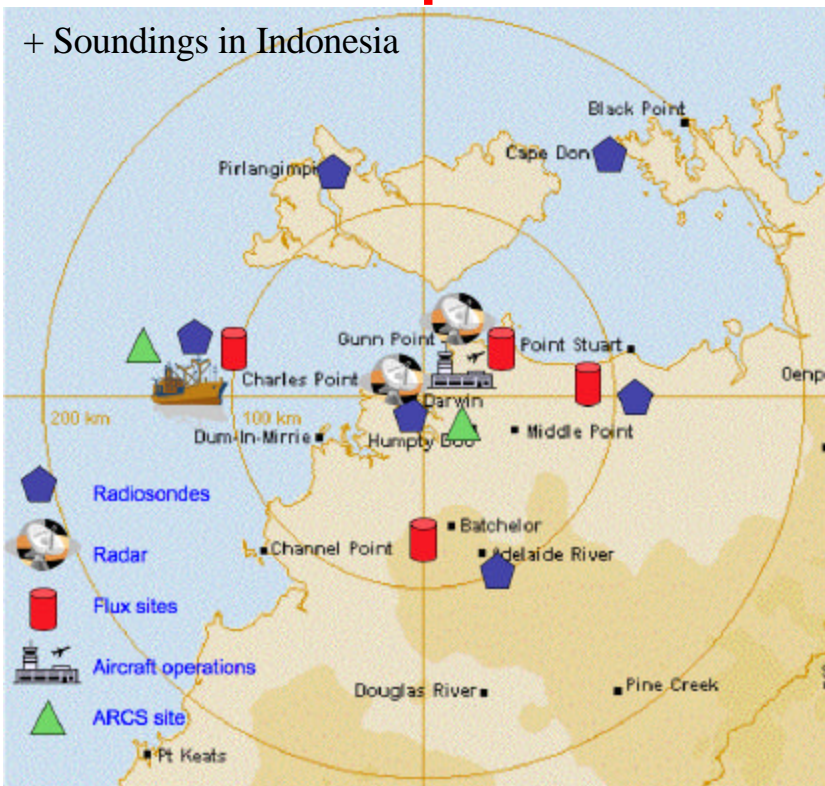 + Soundings in Indonesia
Black Point
Cape Don
Pirlangimpi
Gunn Point
Point Stuart
Charles Point
Oenp
Darwin
200 km
100 km
Dum-In-Mirrie
Humpty Doo
Middle Point
Radiosondes
Batchelor
Channel Point
Adelaide River
Radar
Flux sites
Aircraft operations
Douglas River
Pine Creek
ARCS site
Pt Keats